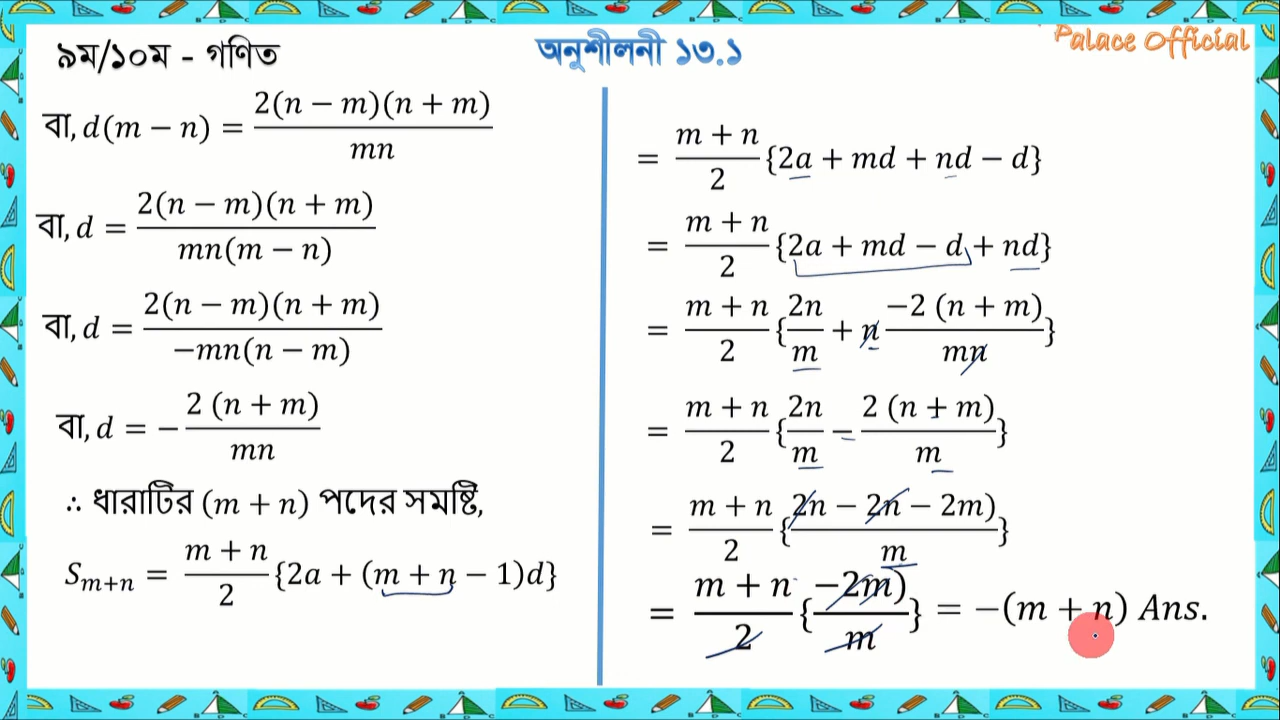 ৯ম/১০ম - গণিত
অনুশীলনী ১৩.১
Palace Official
বা, d(m − n) = 2(n − m)(n + m) / mn
বা, d = 2(n − m)(n + m) / mn(m − n)
বা, d = 2(n − m)(n + m) / −mn(n − m)
বা, d = − 2 (n + m) / mn
∴ ধারাটির (m + n) পদের সমষ্টি,
S_{m+n} = m + n / 2 {2a + (m + n − 1)d}
= m + n / 2 {2a + md + nd − d}
= m + n / 2 {2a + md − d + nd}
= m + n / 2 {2n / m + n −2 (n + m) / mn}
= m + n / 2 {2n / m − 2 (n + m) / m}
= m + n / 2 {2n − 2n − 2m) / m}
= m + n / 2 {−2m) / m} = −(m + n) Ans.